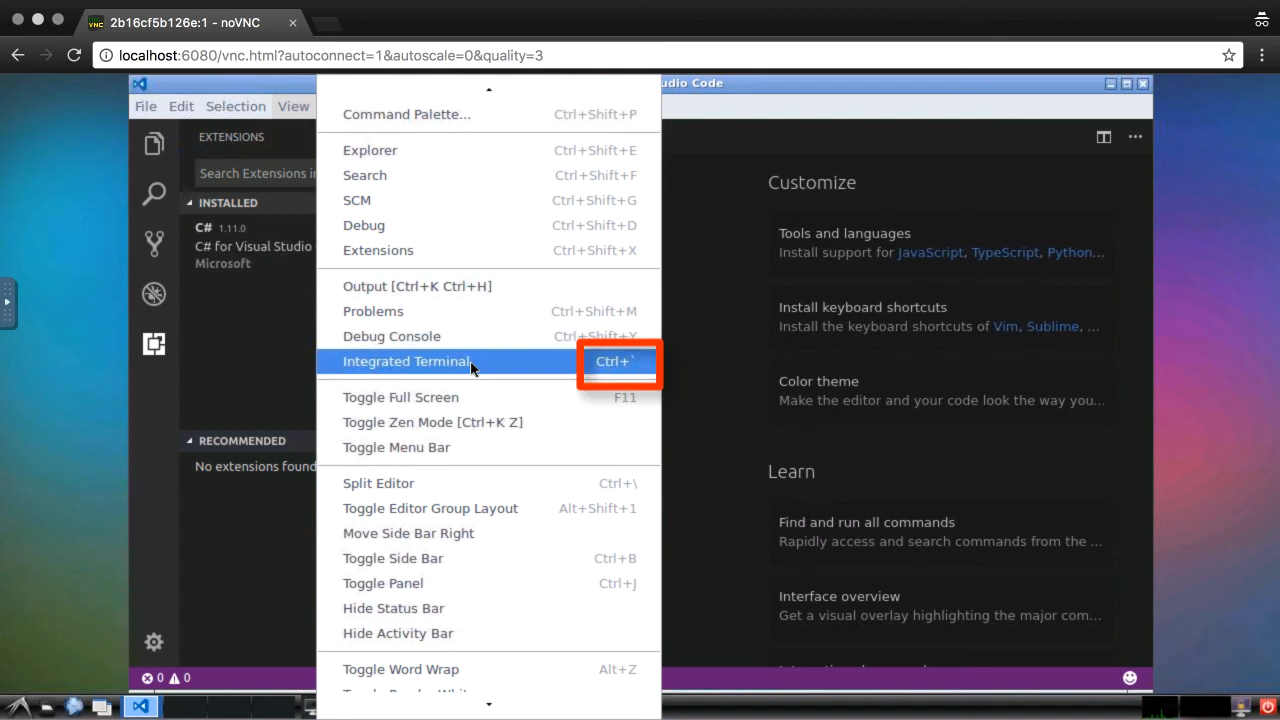 2b16cf5b126e:1 - noVNC
localhost:6080/vnc.html?autoconnect=1&autoscale=0&quality=3
udio Code
File Edit Selection View
EXTENSIONS
Search Extensions in
INSTALLED
C# 1.11.0
C# for Visual Studio
Microsoft
RECOMMENDED
No extensions found
Command Palette... Ctrl+Shift+P
Explorer Ctrl+Shift+E
Search Ctrl+Shift+F
SCM Ctrl+Shift+G
Debug Ctrl+Shift+D
Extensions Ctrl+Shift+X
Output [Ctrl+K Ctrl+H]
Problems Ctrl+Shift+M
Debug Console Ctrl+Shift+Y
Integrated Terminal Ctrl+`
Toggle Full Screen F11
Toggle Zen Mode [Ctrl+K Z]
Toggle Menu Bar
Split Editor Ctrl+\
Toggle Editor Group Layout Alt+Shift+1
Move Side Bar Right
Toggle Side Bar Ctrl+B
Toggle Panel Ctrl+J
Hide Status Bar
Hide Activity Bar
Toggle Word Wrap Alt+Z
Customize
Tools and languages
Install support for JavaScript, TypeScript, Python...
Install keyboard shortcuts
Install the keyboard shortcuts of Vim, Sublime, ...
Color theme
Make the editor and your code look the way you...
Learn
Find and run all commands
Rapidly access and search commands from the ...
Interface overview
Get a visual overlay highlighting the major com...
0 0